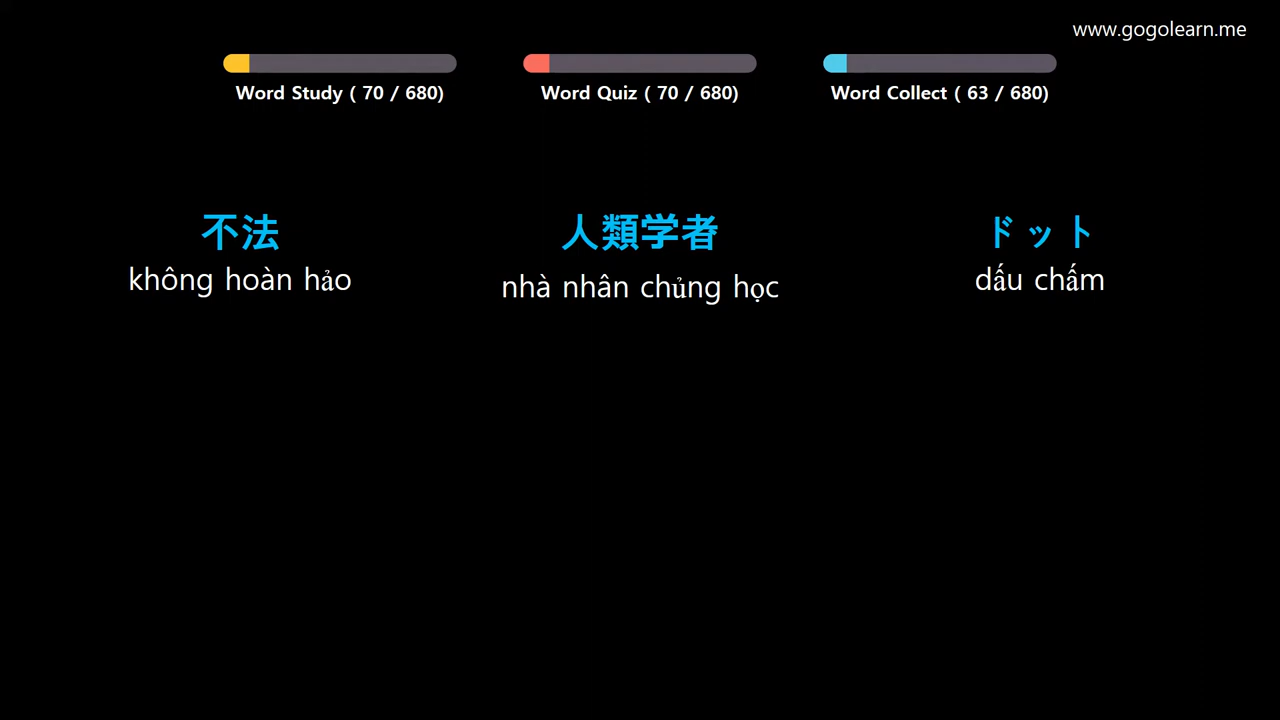 www.gogolearn.me
Word Study ( 70 / 680)
Word Quiz ( 70 / 680)
Word Collect ( 63 / 680)
不法
không hoàn hảo
人類学者
nhà nhân chủng học
ドット
dấu chấm